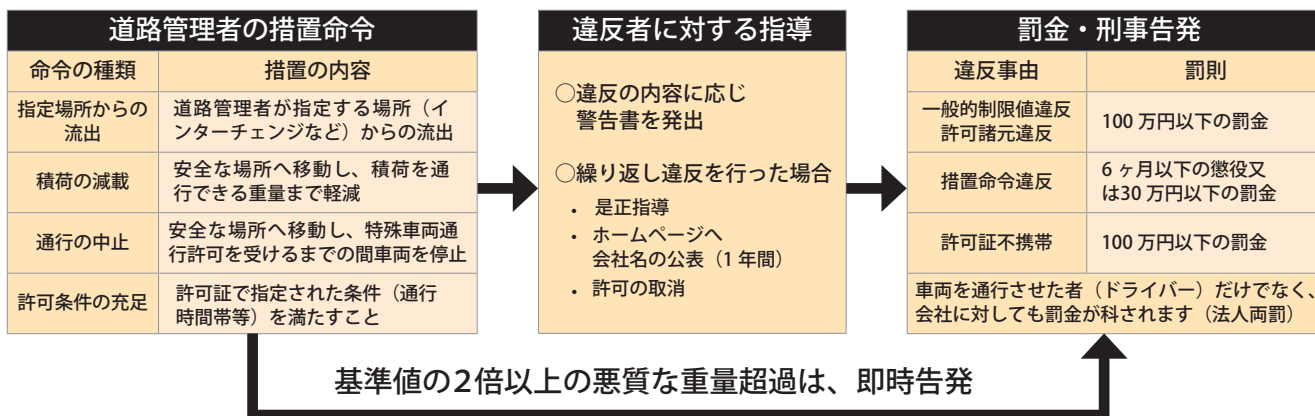 道路管理者の措置命令
命令の種類
措置の内容
指定場所からの
流出
道路管理者が指定する場所（イ
ンターチェンジなど）からの流出
積荷の減載
安全な場所へ移動し、積荷を通
行できる重量まで軽減
通行の中止
安全な場所へ移動し、特殊車両通
行許可を受けるまでの間車両を停止
許可条件の充足
許可証で指定された条件（通行
時間帯等）を満たすこと
違反者に対する指導
○違反の内容に応じ
警告書を発出
○繰り返し違反を行った場合
・ 是正指導
・ ホームページへ
会社名の公表（1 年間）
・ 許可の取消
罰金・刑事告発
違反事由
罰則
一般的制限値違反
許可諸元違反
100 万円以下の罰金
措置命令違反
6 ヶ月以下の懲役又
は30 万円以下の罰金
許可証不携帯
100 万円以下の罰金
車両を通行させた者（ドライバー）だけでなく、
会社に対しても罰金が科されます（法人両罰）
基準値の２倍以上の悪質な重量超過は、即時告発